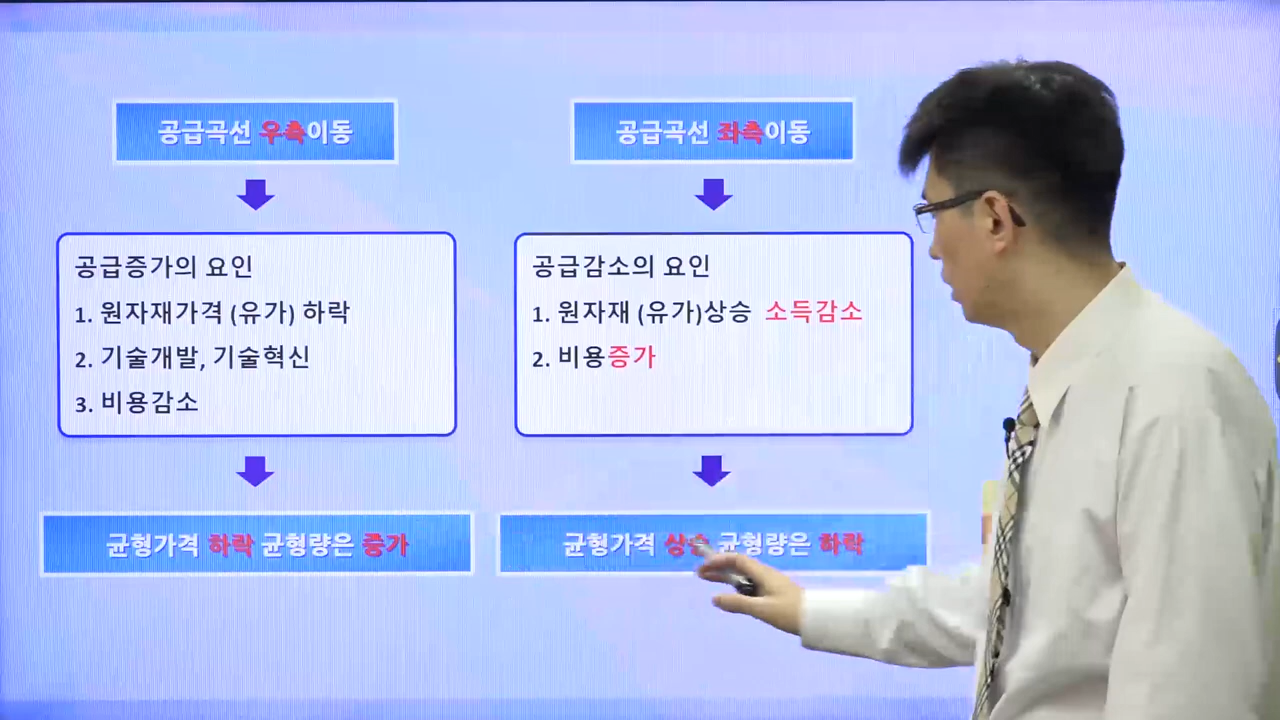 공급곡선 우측이동
공급증가의 요인
1. 원자재가격 (유가) 하락
2. 기술개발, 기술혁신
3. 비용감소
균형가격 하락 균형량은 증가
공급곡선 좌측이동
공급감소의 요인
1. 원자재 (유가)상승 소득감소
2. 비용증가
균형가격 상승 균형량은 하락